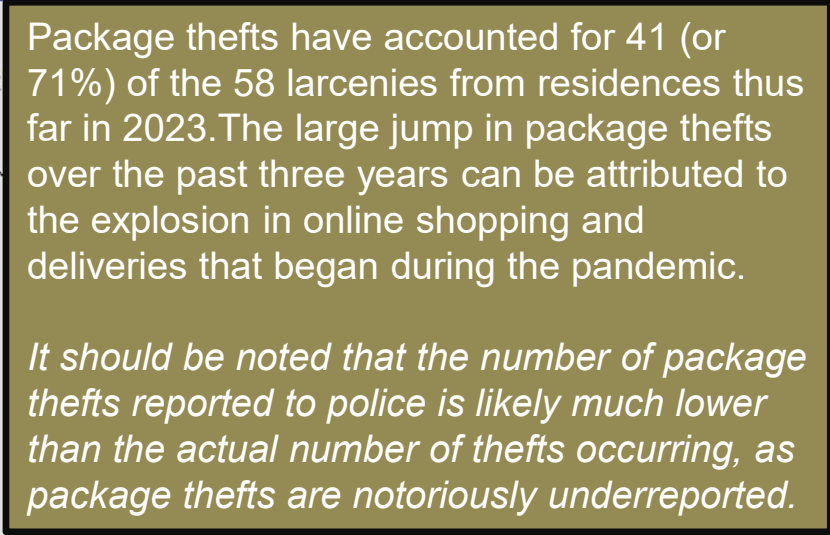 Package thefts have accounted for 41 (or
71%) of the 58 larcenies from residences thus
far in 2023.The large jump in package thefts
over the past three years can be attributed to
the explosion in online shopping and
deliveries that began during the pandemic.
It should be noted that the number of package
thefts reported to police is likely much lower
than the actual number of thefts occurring, as
package thefts are notoriously underreported.